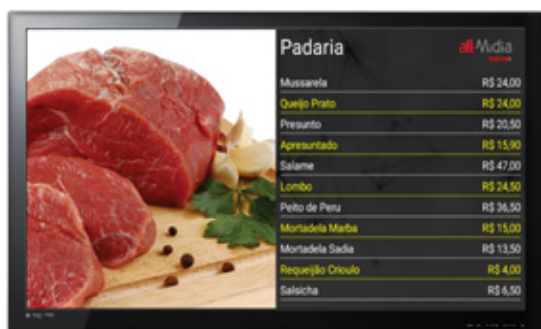 Padaria
all-Midia
Mussarela R$ 24,00
Queijo Prato R$ 24,00
Presunto R$ 20,50
Apresuntado R$ 15,90
Salame R$ 47,00
Lombo R$ 24,50
Peito de Peru R$ 36,50
Mortadela Marba R$ 15,00
Mortadela Sadia R$ 13,50
Requeijão Crioulo R$ 4,00
Salsicha R$ 6,50